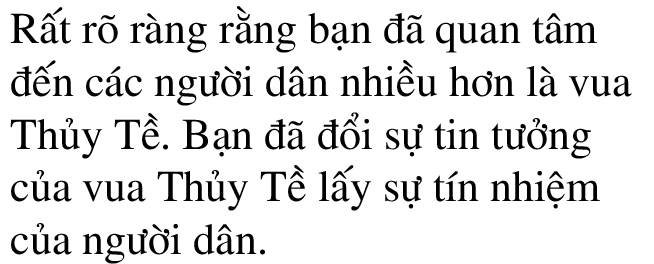 Rất rõ ràng rằng bạn đã quan tâm
đến các người dân nhiều hơn là vua
Thủy Tề. Bạn đã đổi sự tin tưởng
của vua Thủy Tề lấy sự tín nhiệm
của người dân.